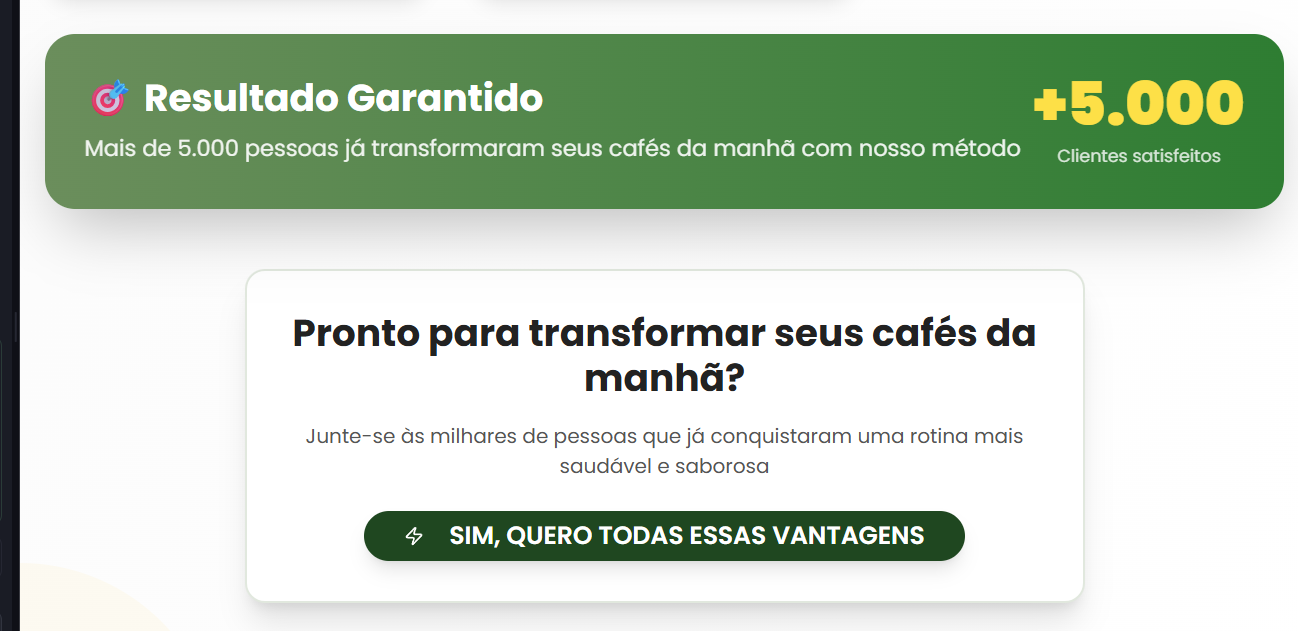 Resultado Garantido
Mais de 5.000 pessoas já transformaram seus cafés da manhã com nosso método
+5.000
Clientes satisfeitos
Pronto para transformar seus cafés da
manhã?
Junte-se às milhares de pessoas que já conquistaram uma rotina mais
saudável e saborosa
SIM, QUERO TODAS ESSAS VANTAGENS